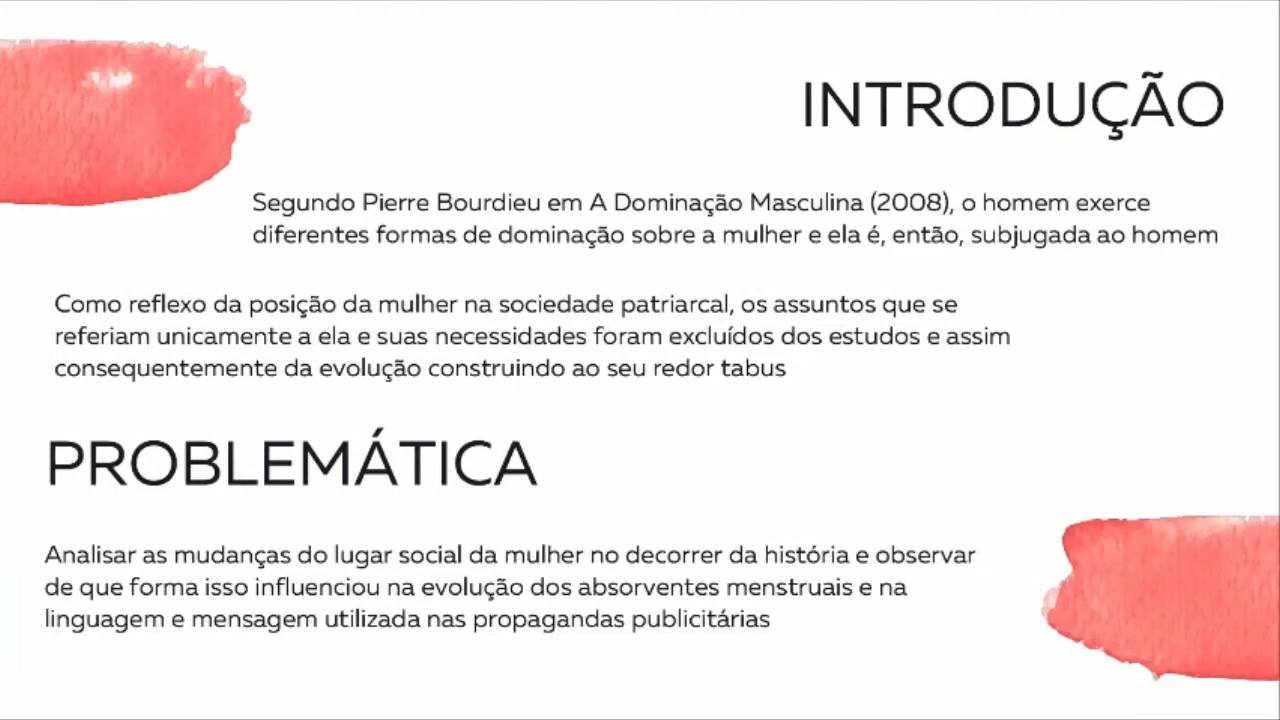 INTRODUÇÃO
Segundo Pierre Bourdieu em A Dominação Masculina (2008), o homem exerce
diferentes formas de dominação sobre a mulher e ela é, então, subjugada ao homem
Como reflexo da posição da mulher na sociedade patriarcal, os assuntos que se
referiam unicamente a ela e suas necessidades foram excluídos dos estudos e assim
consequentemente da evolução construindo ao seu redor tabus
PROBLEMÁTICA
Analisar as mudanças do lugar social da mulher no decorrer da história e observar
de que forma isso influenciou na evolução dos absorventes menstruais e na
linguagem e mensagem utilizada nas propagandas publicitárias